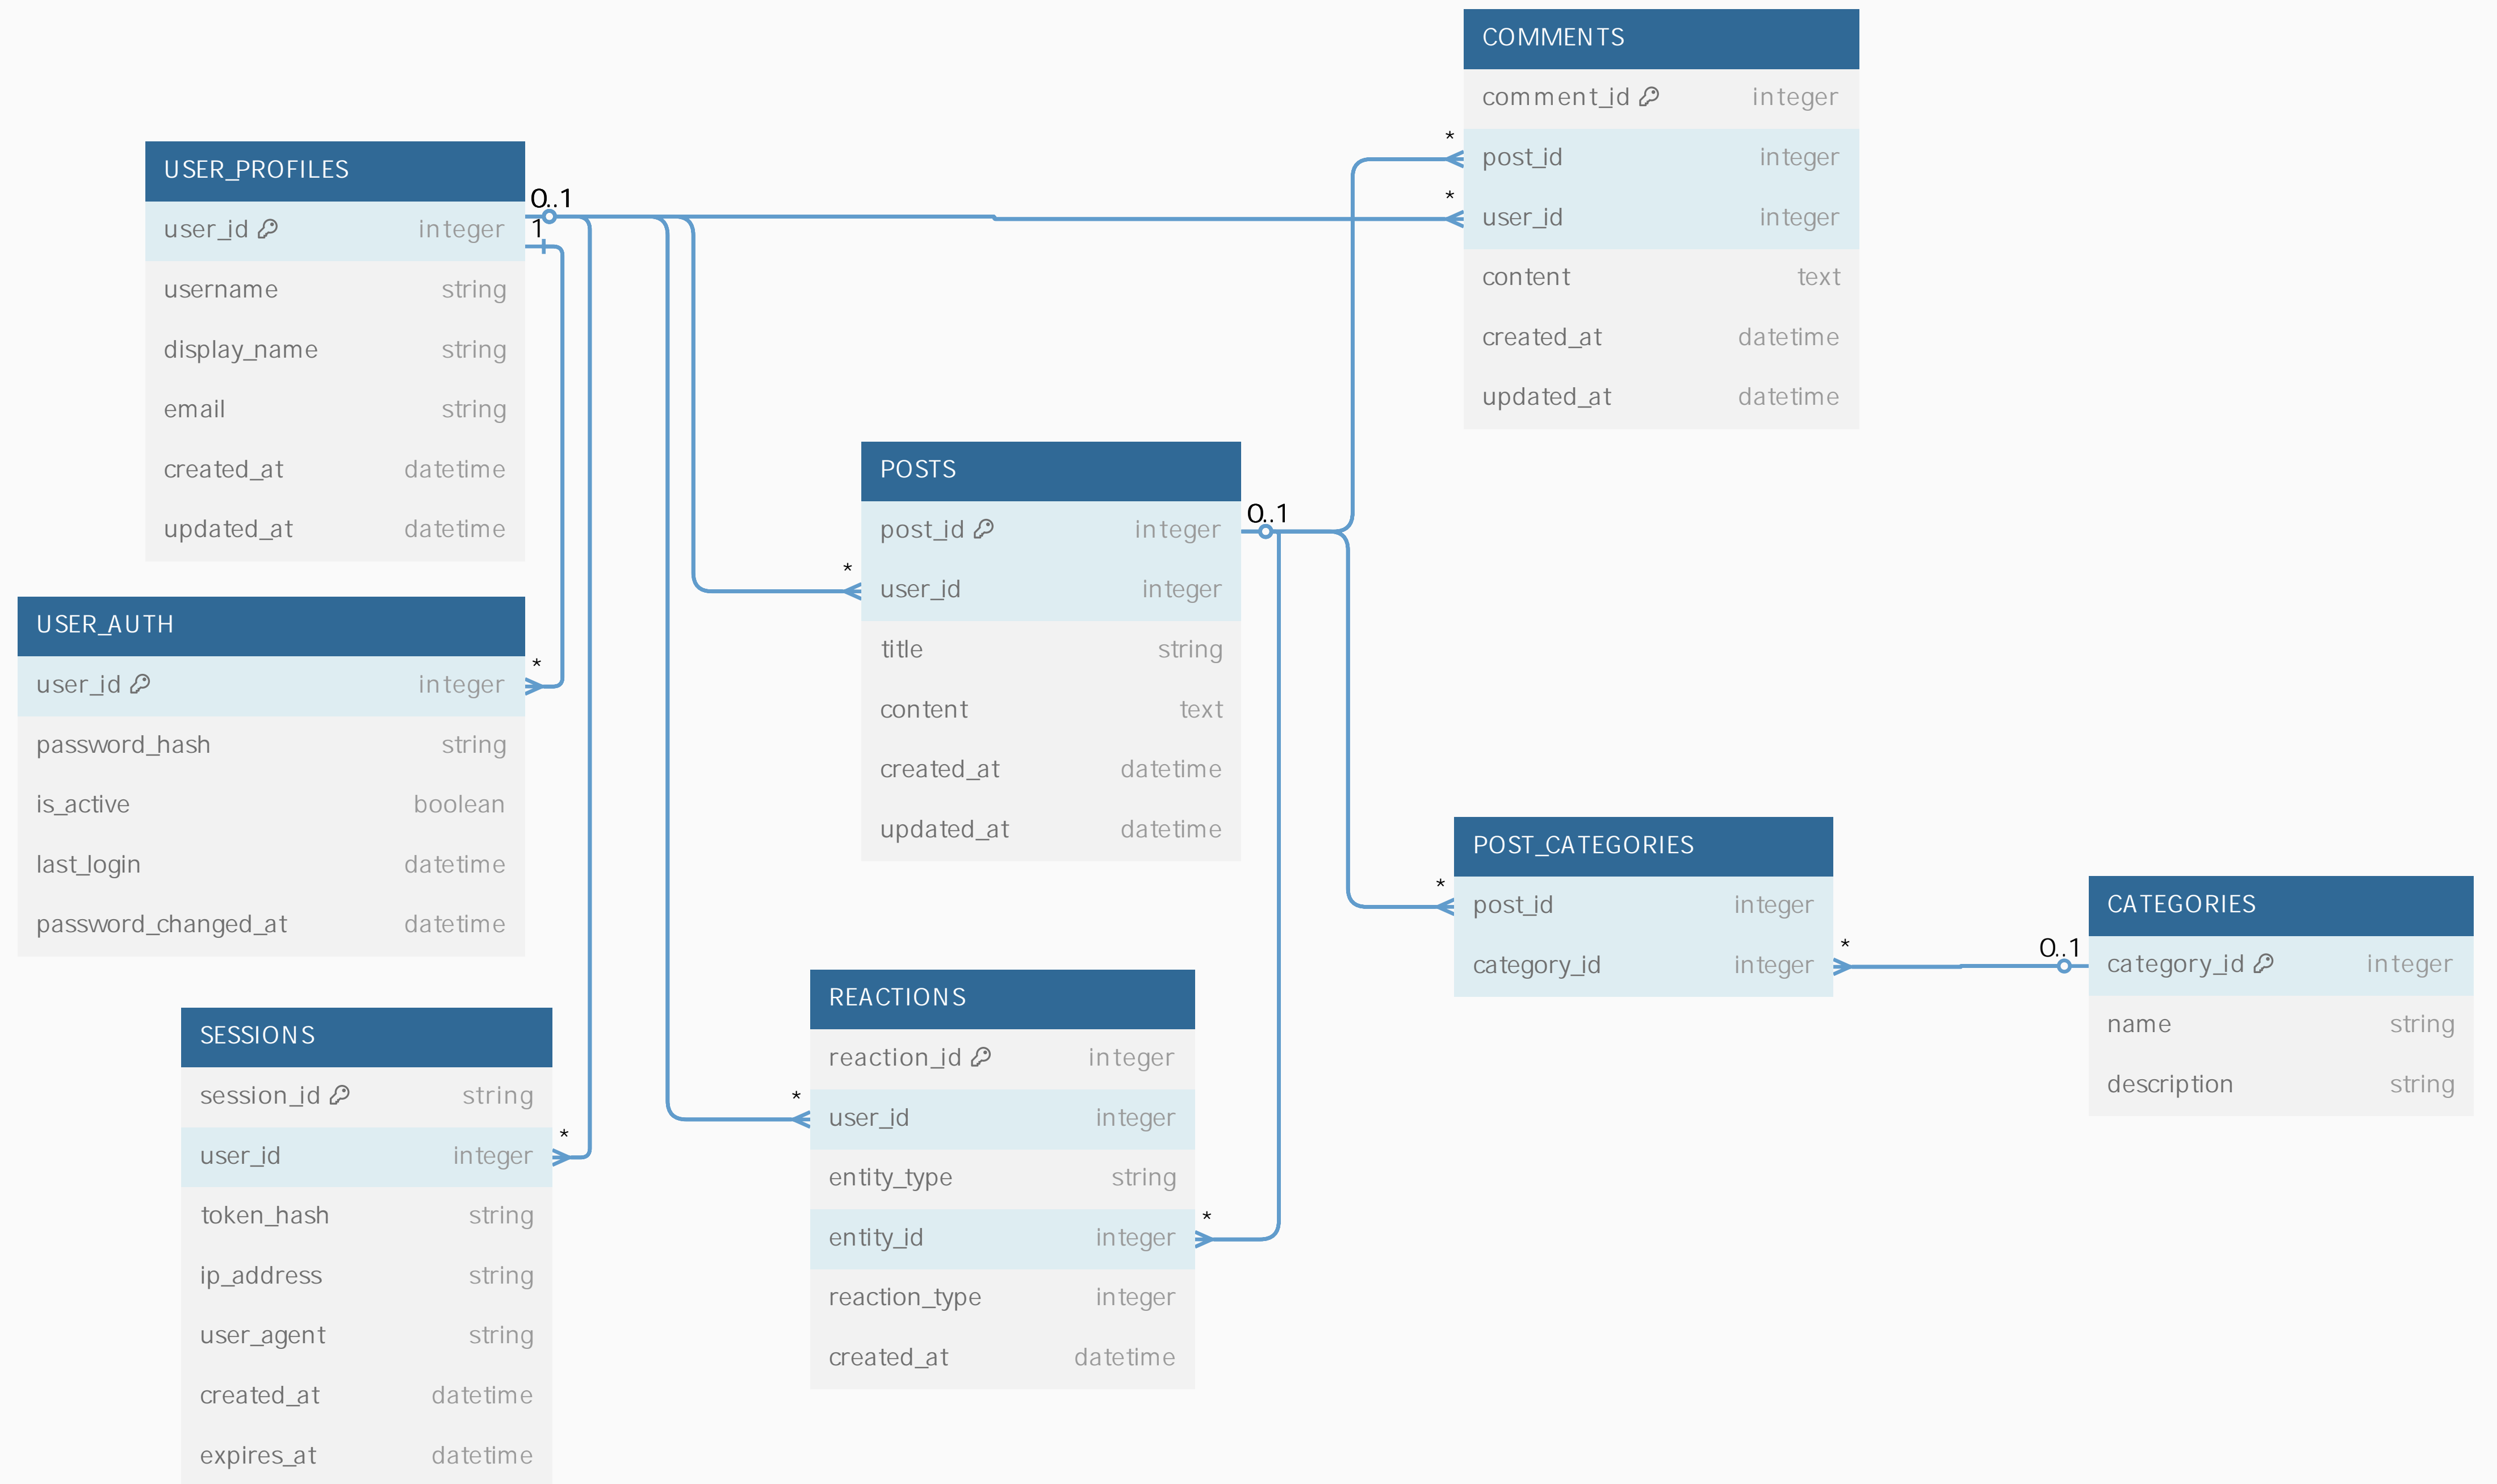 USER_PROFILES
user_id integer
username string
display_name string
email string
created_at datetime
updated_at datetime
0..1
1
USER_AUTH
*
user_id integer
password_hash string
is_active boolean
last_login datetime
password_changed_at datetime
SESSIONS
session_id string
*
user_id integer
token_hash string
ip_address string
user_agent string
created_at datetime
expires_at datetime
POSTS
0..1
post_id integer
*
user_id integer
title string
content text
created_at datetime
updated_at datetime
REACTIONS
reaction_id integer
*
user_id integer
entity_type string
*
entity_id integer
reaction_type integer
created_at datetime
COMMENTS
comment_id integer
*
post_id integer
*
user_id integer
content text
created_at datetime
updated_at datetime
POST_CATEGORIES
*
post_id integer
*
category_id integer
CATEGORIES
0..1
category_id integer
name string
description string